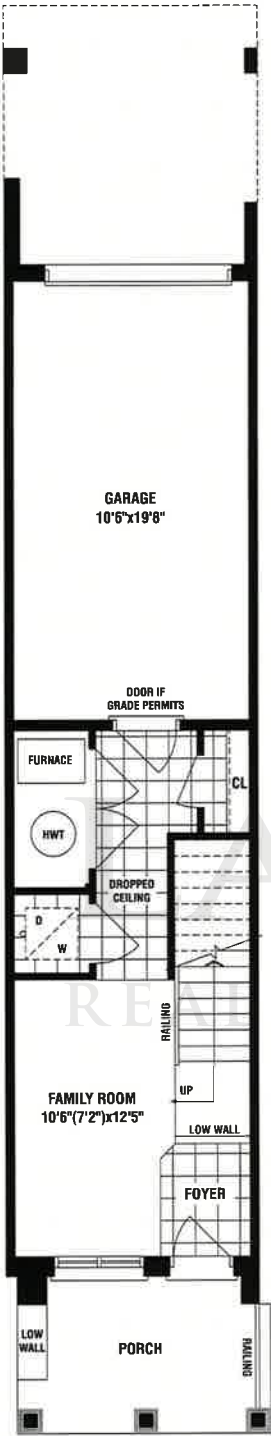 GARAGE
10'6"x19'8"
DOOR IF
GRADE PERMITS
FURNACE
CL
HWT
DROPPED
CEILING
D
W
REAL
RAILING
FAMILY ROOM
10'6"(7'2")x12'5"
UP
LOW WALL
FOYER
LOW
WALL
PORCH
RAILING